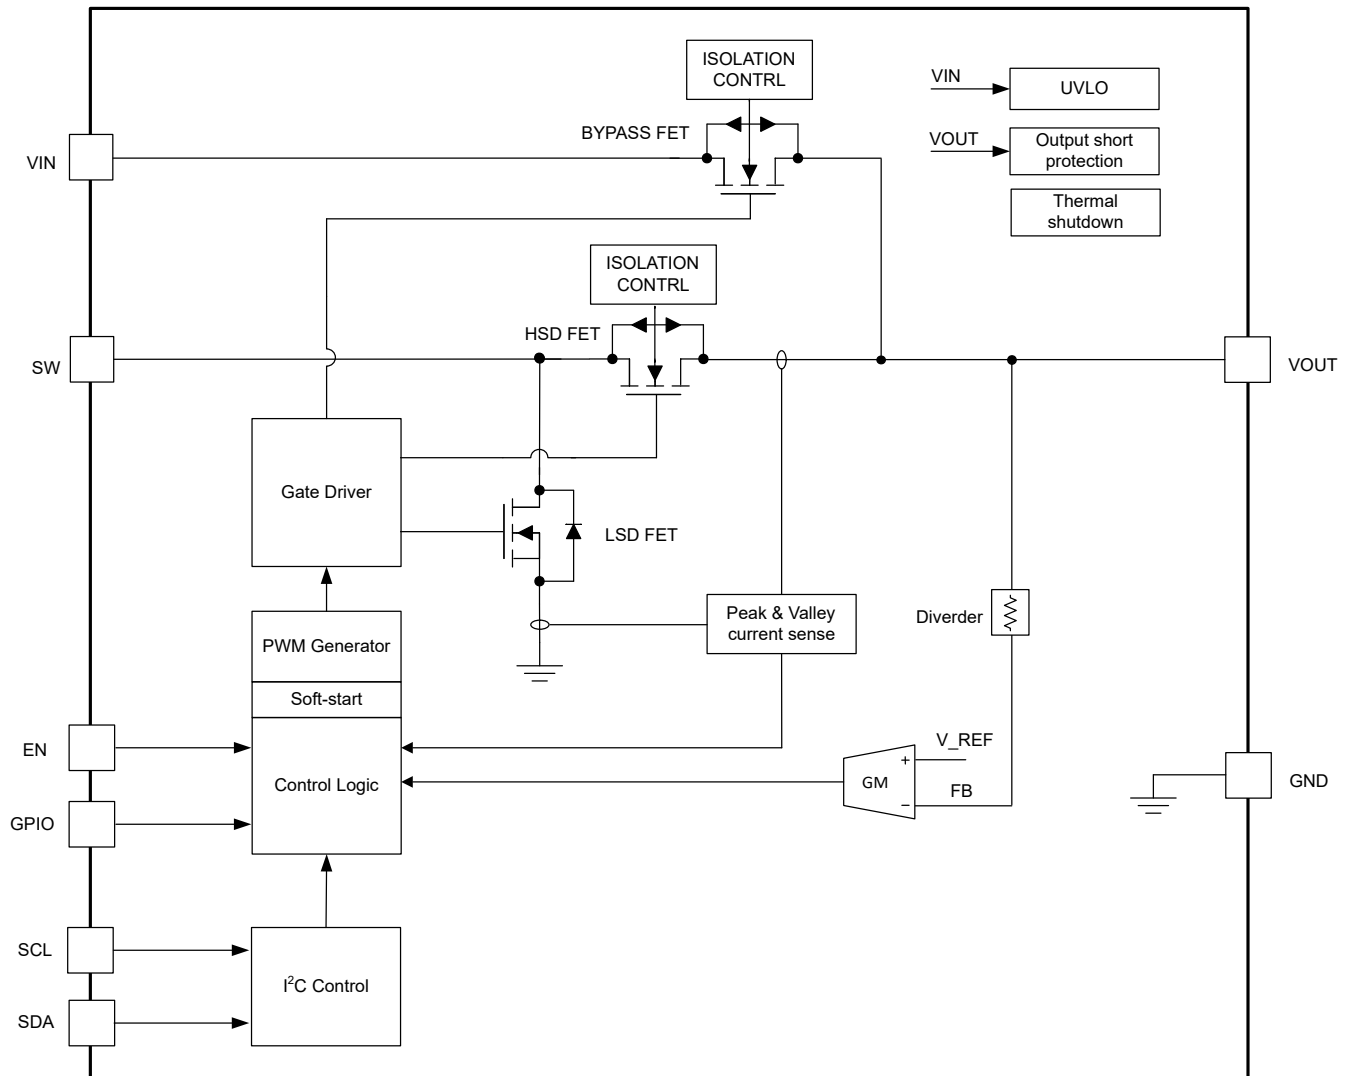 ISOLATION
CONTRL
BYPASS FET
VIN
UVLO
VOUT
Output short
protection
Thermal
shutdown
VIN
ISOLATION
CONTRL
HSD FET
SW
VOUT
Gate Driver
LSD FET
Peak & Valley
current sense
Diverder
PWM Generator
Soft-start
EN
Control Logic
V_REF
+
GM
FB
−
GND
GPIO
SCL
I²C Control
SDA